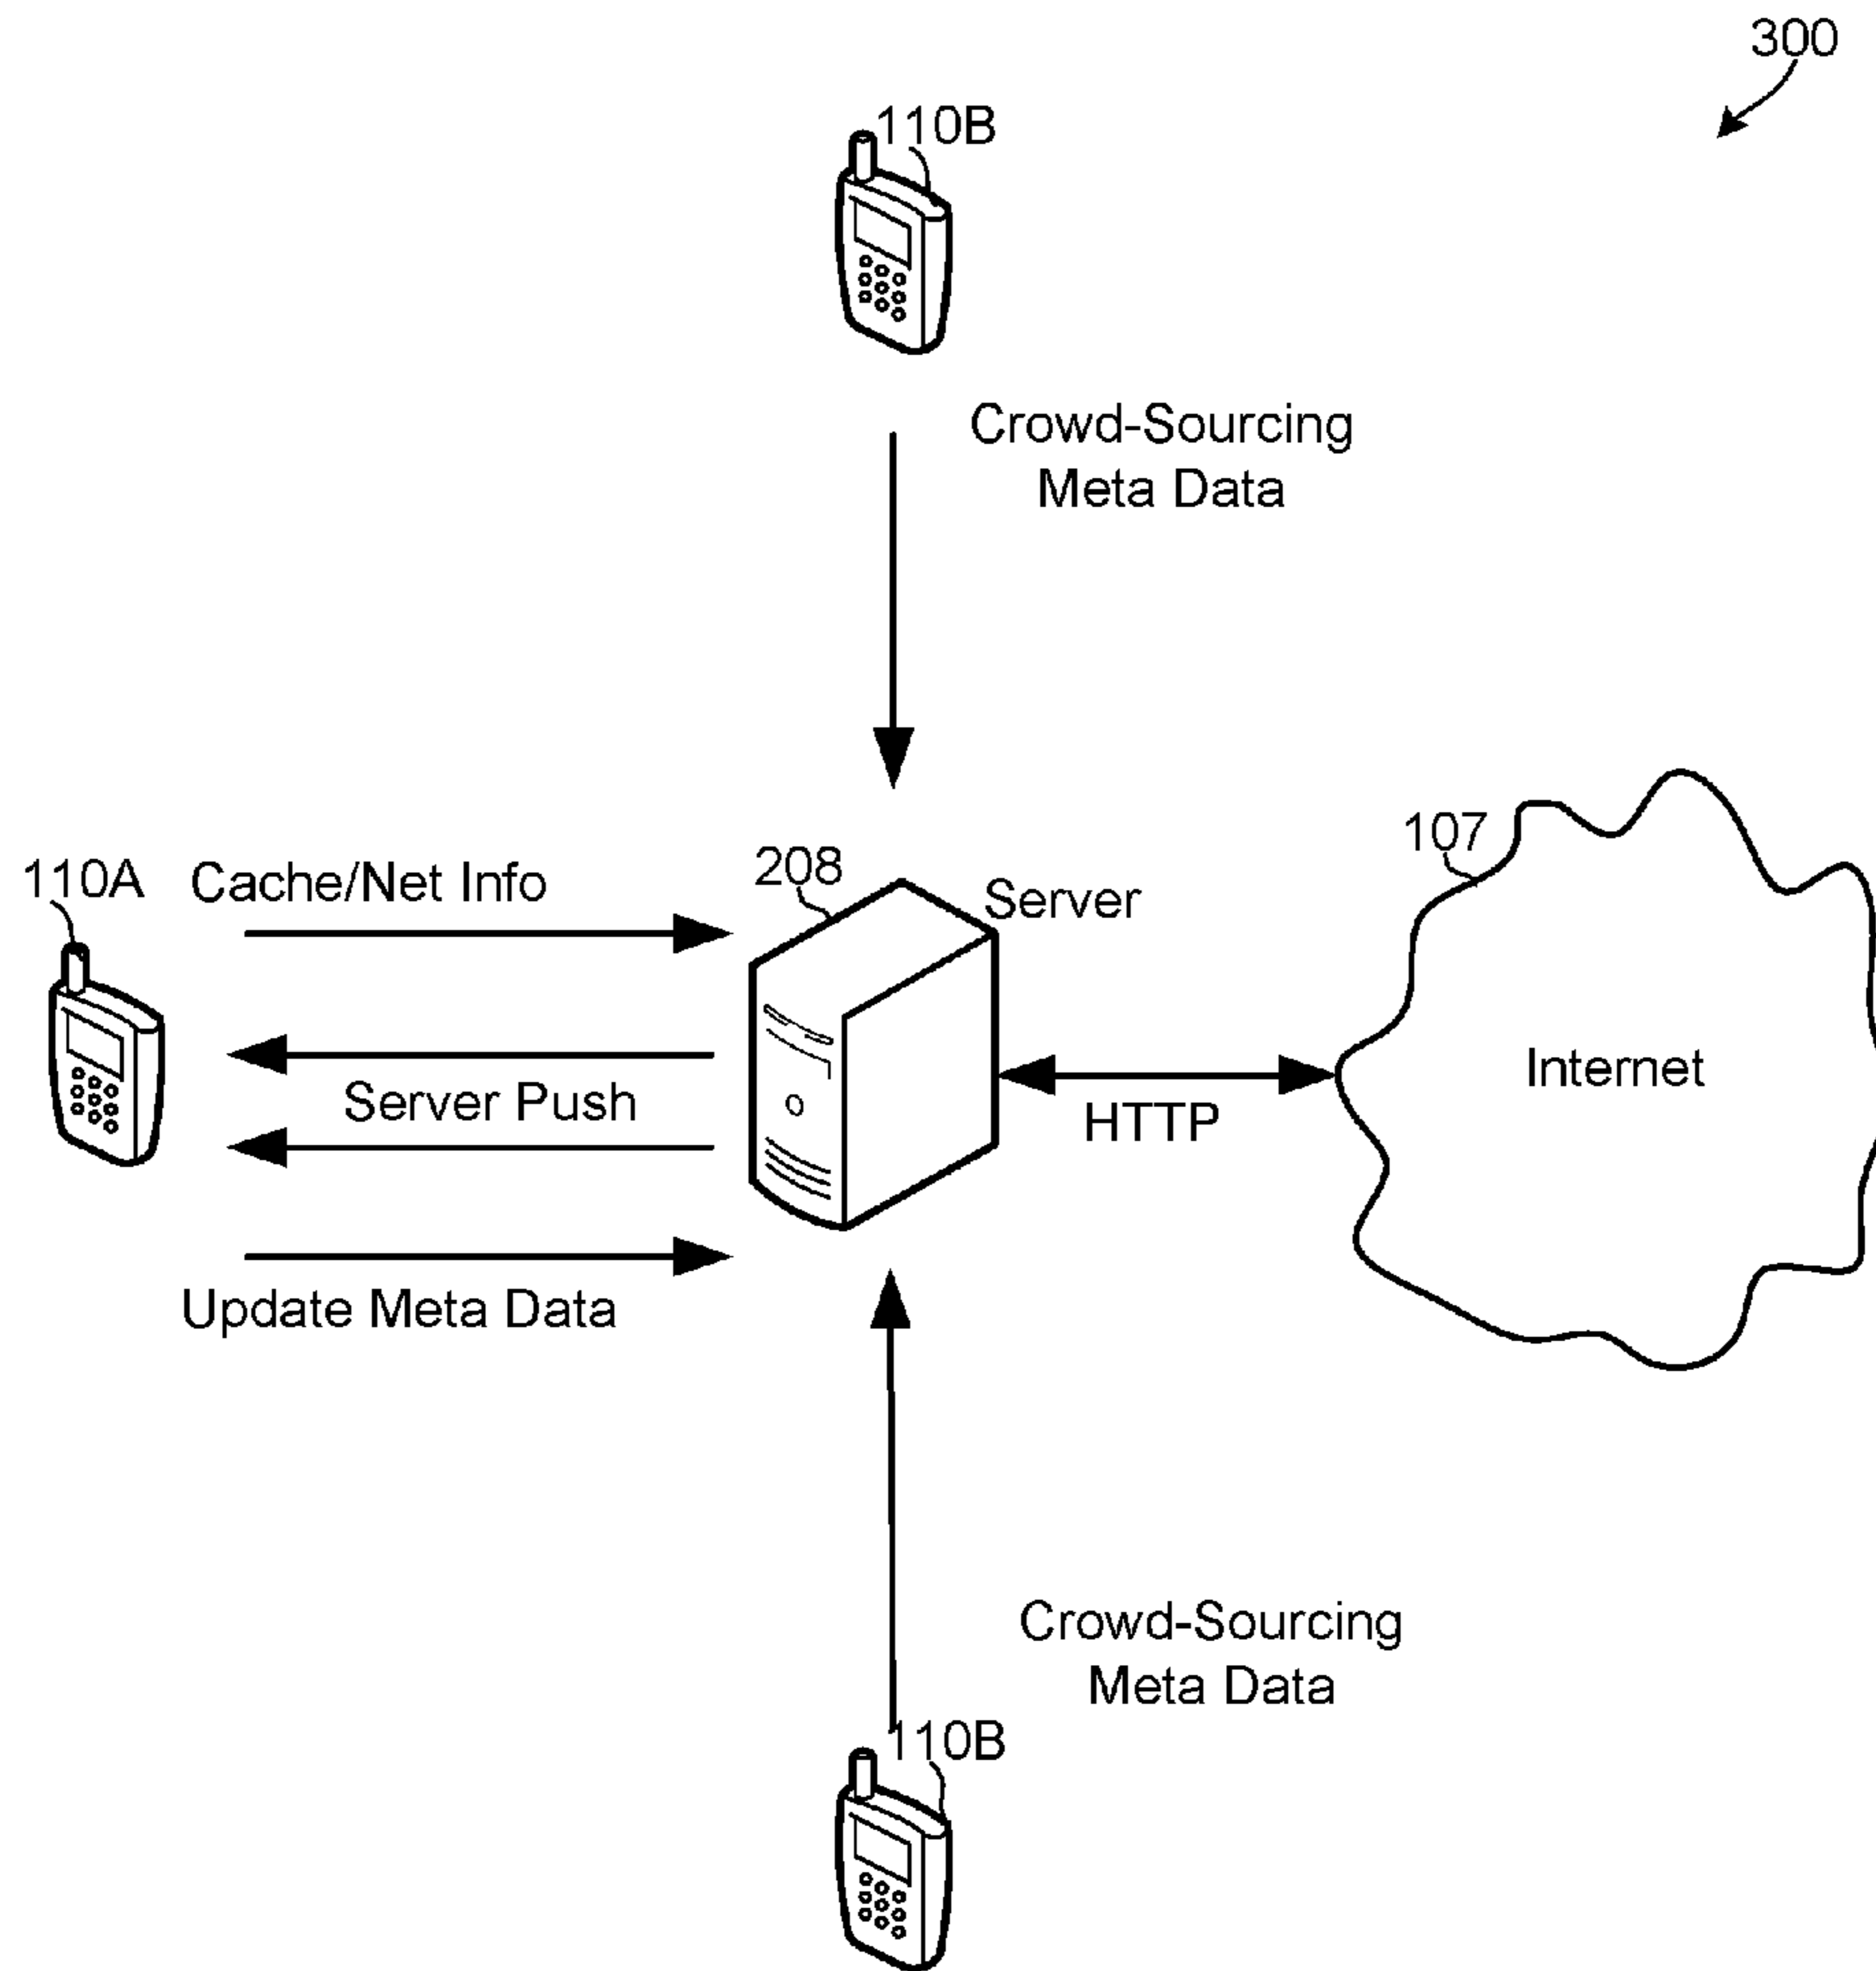 300
110B
Crowd-Sourcing
Meta Data
107
208
110A
Cache/Net Info
Server
Internet
Server Push
HTTP
Update Meta Data
Crowd-Sourcing
Meta Data
110B